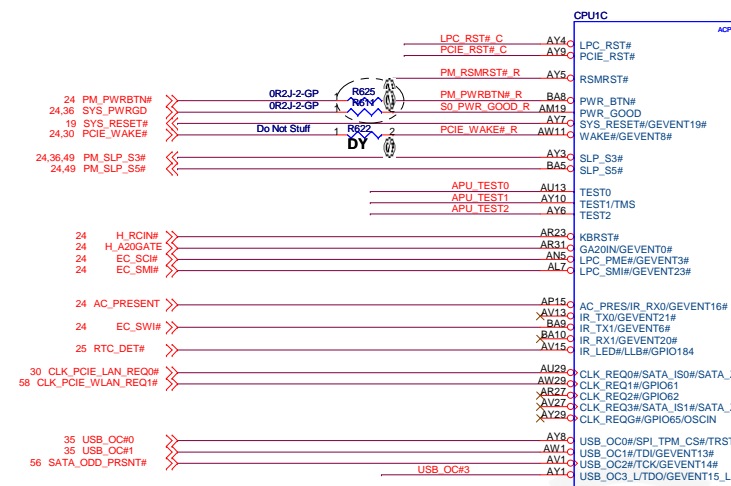 CPU1C
ACP
LPC_RST#_C AY4 LPC_RST#
PCIE_RST#_C AY9 PCIE_RST#
PM_RSMRST#_R AY5 RSMRST#
0R2J-2-GP R625
24 PM_PWRBTN# 1 PM_PWRBTN#_R BA8 PWR_BTN#
0R2J-2-GP R611
24,36 SYS_PWRGD 1 S0_PWR_GOOD_R AM19 PWR_GOOD
19 SYS_RESET# AY7 SYS_RESET#/GEVENT19#
Do Not Stuff R622
24,30 PCIE_WAKE# 1 2 PCIE_WAKE#_R AW11 WAKE#/GEVENT8#
DY
24,36,49 PM_SLP_S3# AY3 SLP_S3#
24,49 PM_SLP_S5# BA5 SLP_S5#
APU_TEST0 AU13 TEST0
APU_TEST1 AY10 TEST1/TMS
APU_TEST2 AY6 TEST2
24 H_RCIN# AR23 KBRST#
24 H_A20GATE AR31 GA20IN/GEVENT0#
24 EC_SCI# AN5 LPC_PME#/GEVENT3#
24 EC_SMI# AL7 LPC_SMI#/GEVENT23#
24 AC_PRESENT AP15 AC_PRES/IR_RX0/GEVENT16#
AV13 IR_TX0/GEVENT21#
24 EC_SWI# BA9 IR_TX1/GEVENT6#
BA10 IR_RX1/GEVENT20#
25 RTC_DET# AV15 IR_LED#/LLB#/GPIO184
30 CLK_PCIE_LAN_REQ0# AU29 CLK_REQ0#/SATA_IS0#/SATA_
58 CLK_PCIE_WLAN_REQ1# AW29 CLK_REQ1#/GPIO61
AR27 CLK_REQ2#/GPIO62
AV27 CLK_REQ3#/SATA_IS1#/SATA_
AY29 CLK_REQG#/GPIO65/OSCIN
35 USB_OC#0 AY8 USB_OC0#/SPI_TPM_CS#/TRST
35 USB_OC#1 AW1 USB_OC1#/TDI/GEVENT13#
56 SATA_ODD_PRSNT# AV1 USB_OC2#/TCK/GEVENT14#
USB_OC#3 AY1 USB_OC3_L/TDO/GEVENT15_L